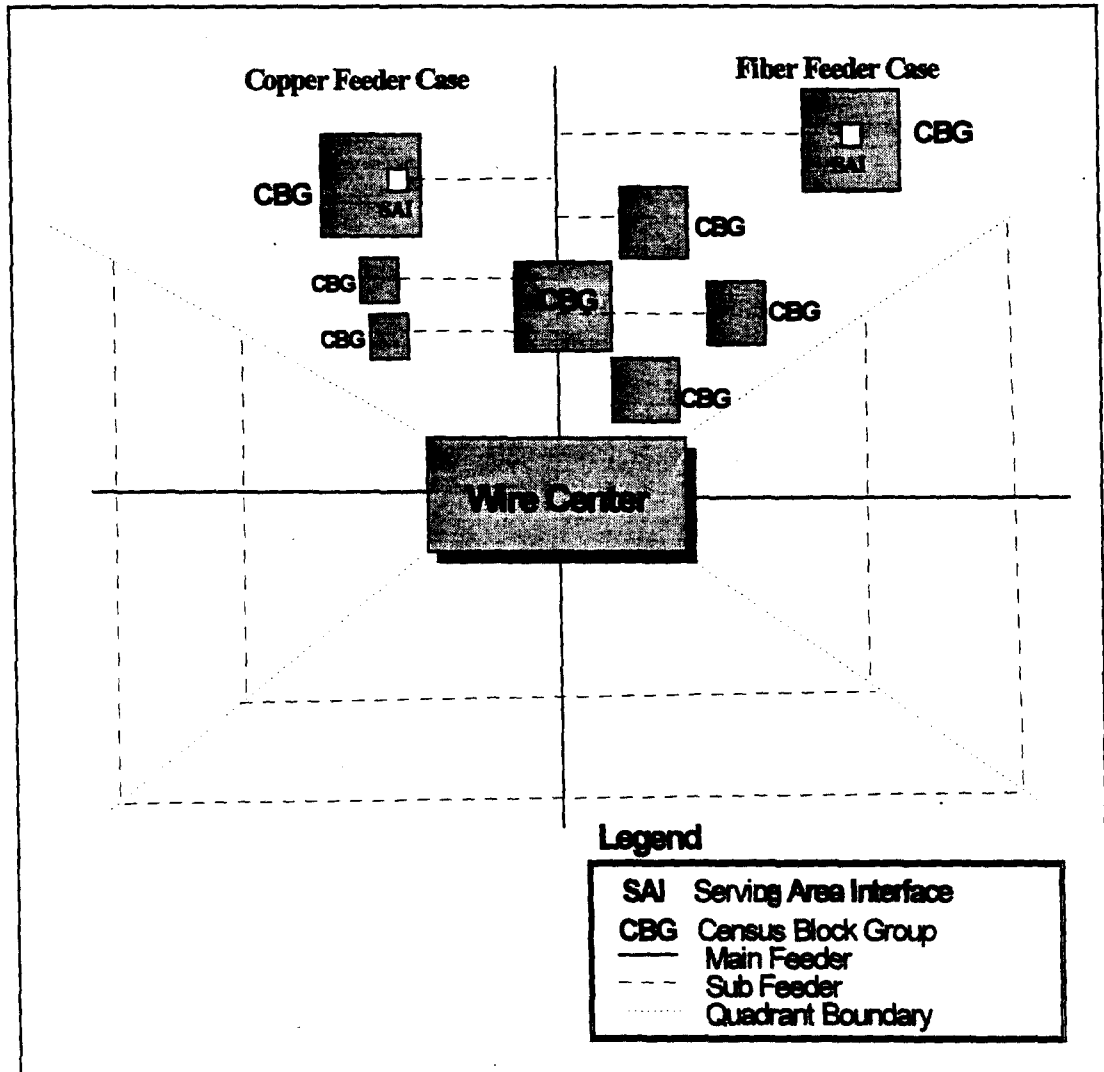 Copper Feeder Case
Fiber Feeder Case
CBG
SAI
SAI
CBG
CBG
CBG
CBG
CBG
CBG
CBG
CBG
Wire Center
Legend
SAI Serving Area Interface
CBG Census Block Group
Main Feeder
Sub Feeder
Quadrant Boundary